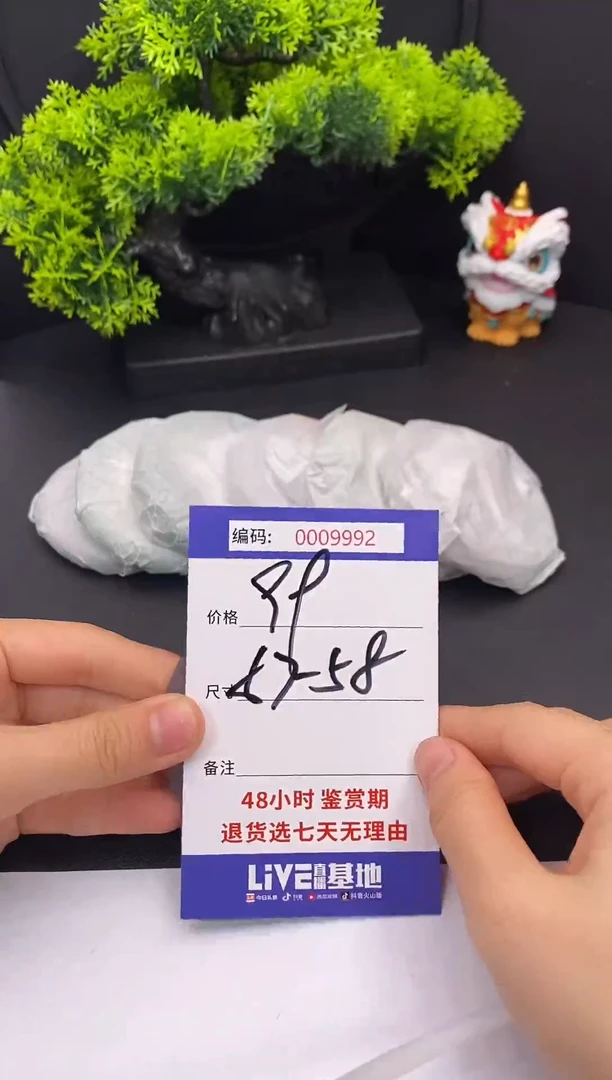 编码: 0009992
价格 99
尺寸 57-58
备注
48小时 鉴赏期
退货选七天无理由
LiVE直播基地
今日头条 抖音 西瓜视频 抖音火山版